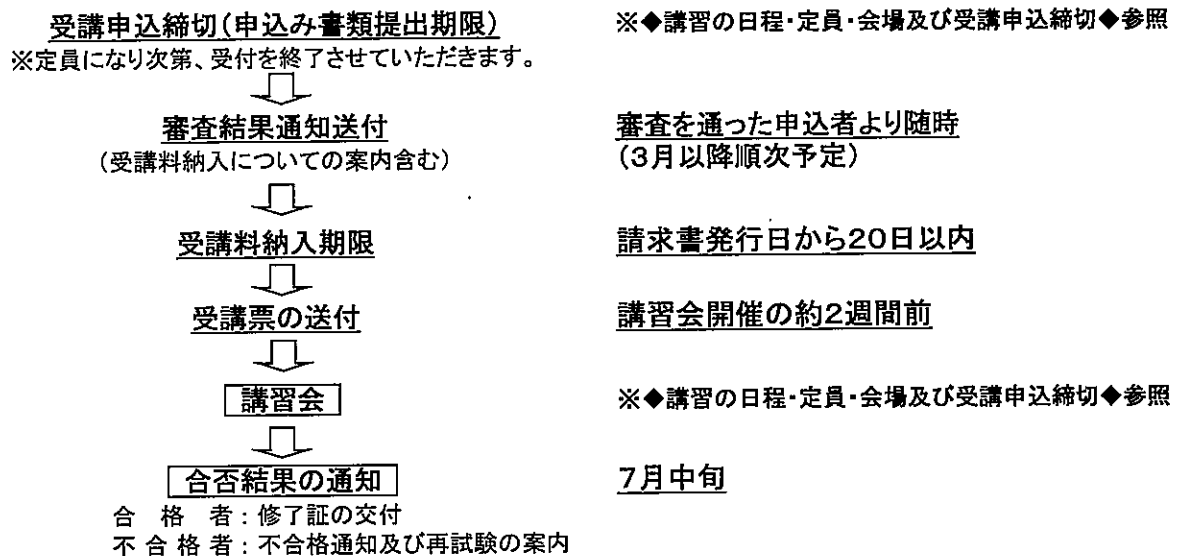 受講申込締切(申込み書類提出期限)
※◆講習の日程・定員・会場及び受講申込締切◆参照
※定員になり次第、受付を終了させていただきます。
審査結果通知送付
審査を通った申込者より随時
(受講料納入についての案内含む)
(3月以降順次予定)
受講料納入期限
請求書発行日から20日以内
受講票の送付
講習会開催の約2週間前
講習会
※◆講習の日程・定員・会場及び受講申込締切◆参照
合否結果の通知
7月中旬
合 格 者:修了証の交付
不 合 格 者:不合格通知及び再試験の案内